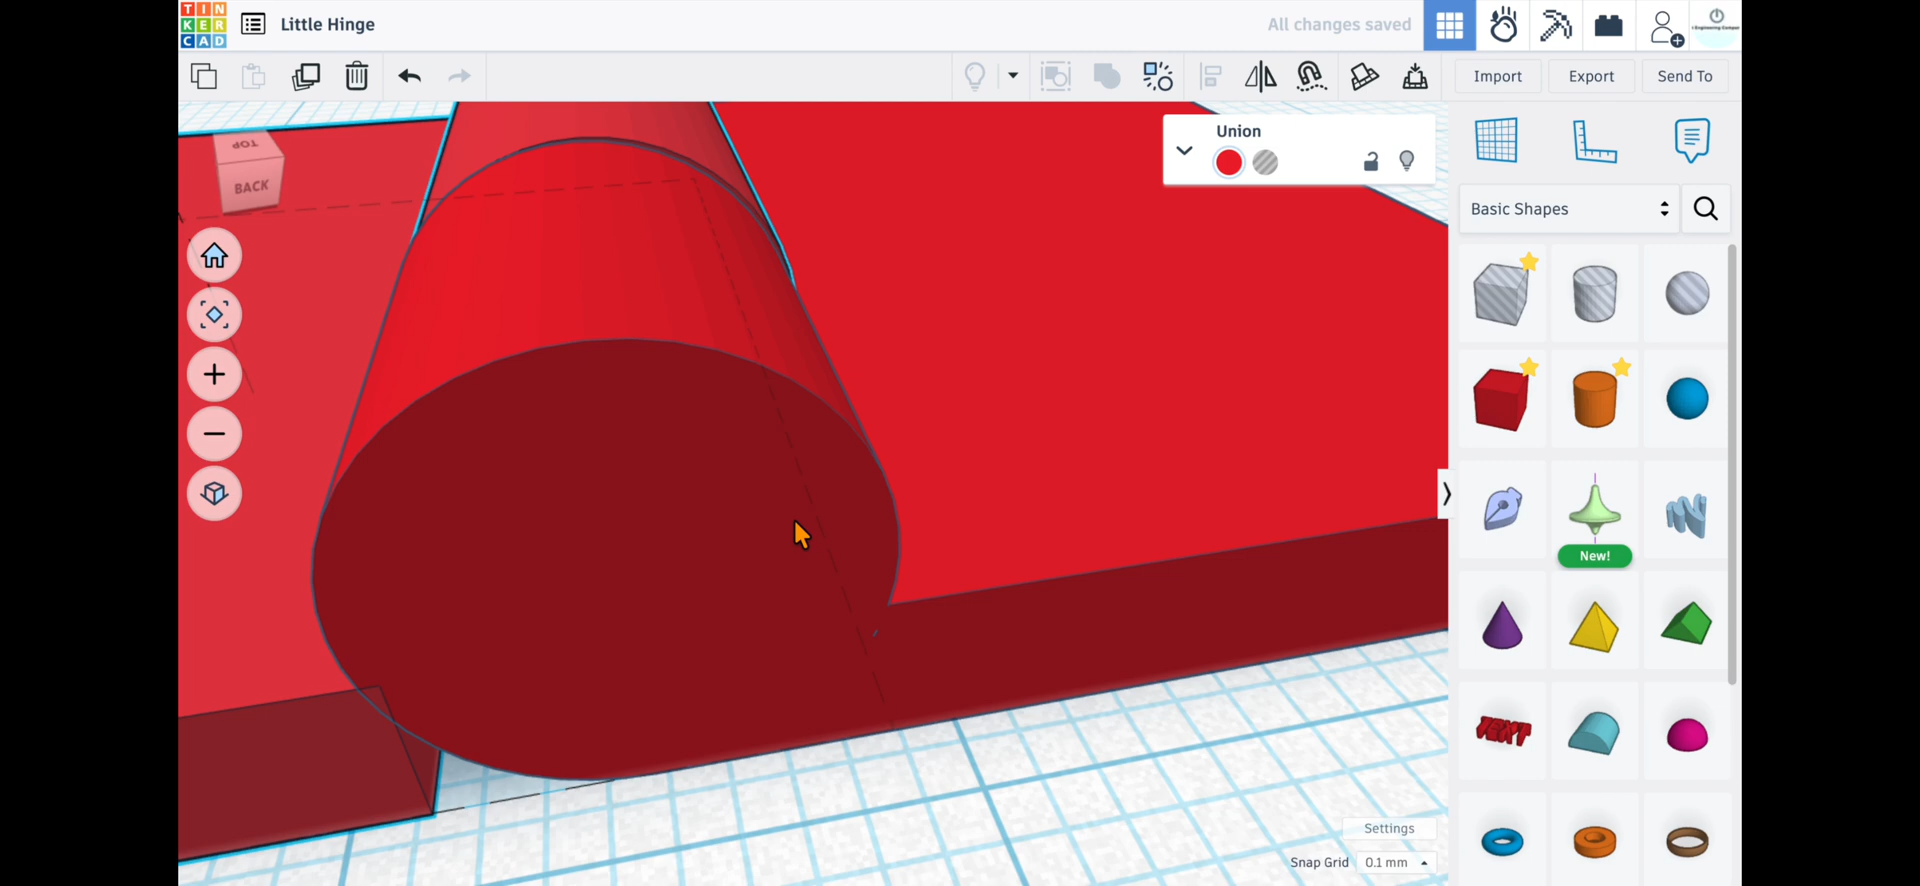 TIN
KER
CAD
Little Hinge
All changes saved
Import
Export
Send To
TOP
BACK
Union
Basic Shapes
New!
TEXT
Settings
Snap Grid
0.1 mm